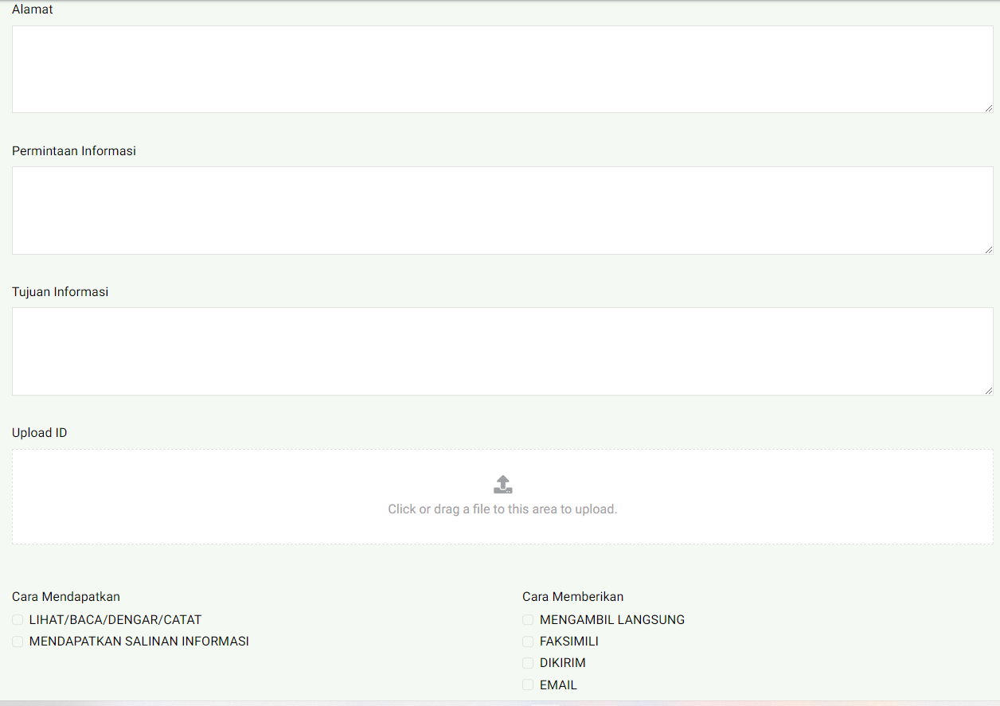 Alamat
Permintaan Informasi
Tujuan Informasi
Upload ID
Click or drag a file to this area to upload.
Cara Mendapatkan
LIHAT/BACA/DENGAR/CATAT
MENDAPATKAN SALINAN INFORMASI
Cara Memberikan
MENGAMBIL LANGSUNG
FAKSIMILI
DIKIRIM
EMAIL